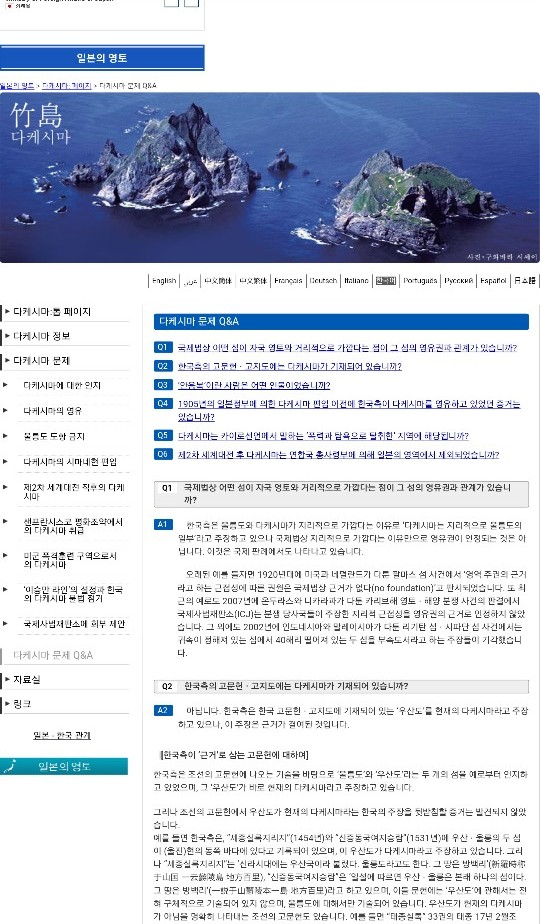 외무성
일본의 영토
일본의 영토 > 다케시마: 페이지 > 다케시마 문제 Q&A
竹島
다케시마
사진·구와바라 시세이
English
عربي
中文簡体
中文繁体
Français
Deutsch
Italiano
한국어
Português
Русский
Español
日本語
다케시마:톱 페이지
다케시마 정보
다케시마 문제
다케시마에 대한 인지
다케시마의 영유
울릉도 도항 금지
다케시마의 시마네현 편입
제2차 세계대전 직후의 다케
시마
샌프란시스코 평화조약에서
의 다케시마 취급
미군 폭격훈련 구역으로서
의 다케시마
‘이승만 라인’의 설정과 한국
의 다케시마 불법 점거
국제사법재판소에 회부 제안
다케시마 문제 Q&A
자료실
링크
일본・한국 관계
일본의 영토
다케시마 문제 Q&A
Q1 국제법상 어떤 섬이 자국 영토와 거리적으로 가깝다는 점이 그 섬의 영유권과 관계가 있습니까?
Q2 한국측의 고문헌・고지도에는 다케시마가 기재되어 있습니까?
Q3 ‘안용복’이란 사람은 어떤 인물이었습니까?
Q4 1905년의 일본정부에 의한 다케시마 편입 이전에 한국측이 다케시마를 영유하고 있었던 증거는
있습니까?
Q5 다케시마는 카이로선언에서 말하는 ‘폭력과 탐욕으로 탈취한’ 지역에 해당됩니까?
Q6 제2차 세계대전 후 다케시마는 연합국 총사령부에 의해 일본의 영역에서 제외되었습니까?
Q1 국제법상 어떤 섬이 자국 영토와 거리적으로 가깝다는 점이 그 섬의 영유권과 관계가 있습니
까?
A1 한국측은 울릉도와 다케시마가 지리적으로 가깝다는 이유로 ‘다케시마는 지리적으로 울릉도의
일부’라고 주장하고 있으나 국제법상 지리적으로 가깝다는 이유만으로 영유권이 인정되는 것은 아
닙니다. 이것은 국제 판례에서도 나타나고 있습니다.
오래된 예를 들자면 1920년대에 미국과 네덜란드가 다툰 팔마스 섬 사건에서 ‘영역 주권의 근거
라고 하는 근접성에 따른 권원은 국제법상 근거가 없다(no foundation)’고 판시되었습니다. 또 최
근의 예로도 2007년에 온두라스와 니카라과가 다툰 카리브해 영토・해양 분쟁 사건의 판결에서
국제사법재판소(ICJ)는 분쟁 당사국들이 주장한 지리적 근접성을 영유권의 근거로 인정하지 않았
습니다. 그 외에도 2002년에 인도네시아와 말레이시아가 다툰 리기탄 섬・시파단 섬 사건에서는
귀속이 정해져 있는 섬에서 40해리 떨어져 있는 두 섬을 부속도서라고 하는 주장들이 기각했습니
다.
Q2 한국측의 고문헌・고지도에는 다케시마가 기재되어 있습니까?
A2 아닙니다. 한국측은 한국 고문헌・고지도에 기재되어 있는 ‘우산도’를 현재의 다케시마라고 주장
하고 있으나, 이 주장은 근거가 결여된 것입니다.
[한국측이 ‘근거’로 삼는 고문헌에 대하여]
한국측은 조선의 고문헌에 나오는 기술을 바탕으로 ‘울릉도’와 ‘우산도’라는 두 개의 섬을 예로부터 인지하
고 있었으며, 그 ‘우산도’가 바로 현재의 다케시마라고 주장하고 있습니다.
그러나 조선의 고문헌에서 우산도가 현재의 다케시마라는 한국의 주장을 뒷받침할 증거는 발견되지 않았
습니다.
예를 들면 한국측은, “세종실록지리지”(1454년)와 “신증동국여지승람”(1531년)에 우산・울릉의 두 섬
이 (울진)현의 동쪽 바다에 있다고 기록되어 있으며, 이 우산도가 다케시마라고 주장하고 있습니다. 그러
나 “세종실록지리지”는 ‘신라시대에는 우산국이라 불렀다. 울릉도라고도 한다. 그 땅은 방백리’(新羅時称
于山国 一云欝陵島 地方百里), “신증동국여지승람”은 ‘일설에 따르면 우산・울릉은 본래 하나의 섬이다.
그 땅은 방백리’(一説于山欝陵本一島 地方百里)라고 하고 있으며, 이들 문헌에는 ‘우산도’에 관해서는 전
혀 구체적으로 기술되어 있지 않으며, 울릉도에 대해서만 기술되어 있습니다. 우산도가 현재의 다케시마
가 아님을 명확히 나타내는 조선의 고문헌도 있습니다. 예를 들면 “태종실록” 33권의 태종 17년 2월조